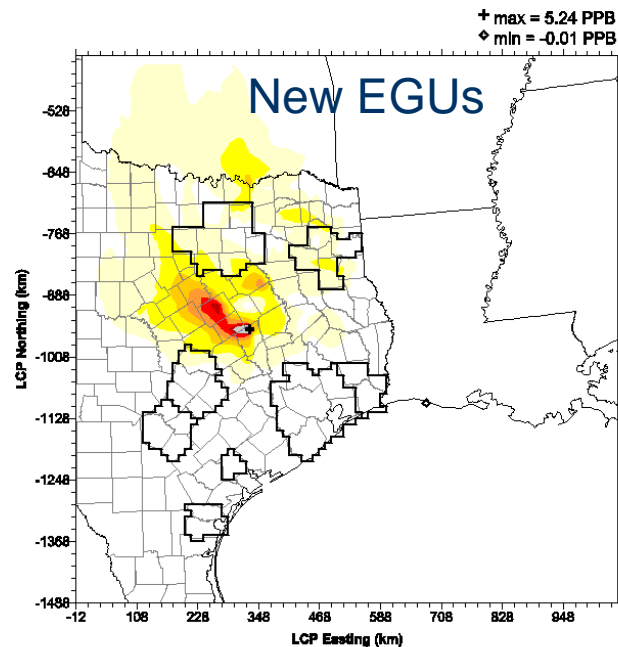 + max = 5.24 PPB
◇ min = -0.01 PPB
New EGUs
LCP Northing (km)
-528
-648
-768
-888
-1008
-1128
-1248
-1368
-1488
-12 108 228 348 468 588 708 828 948
LCP Easting (km)